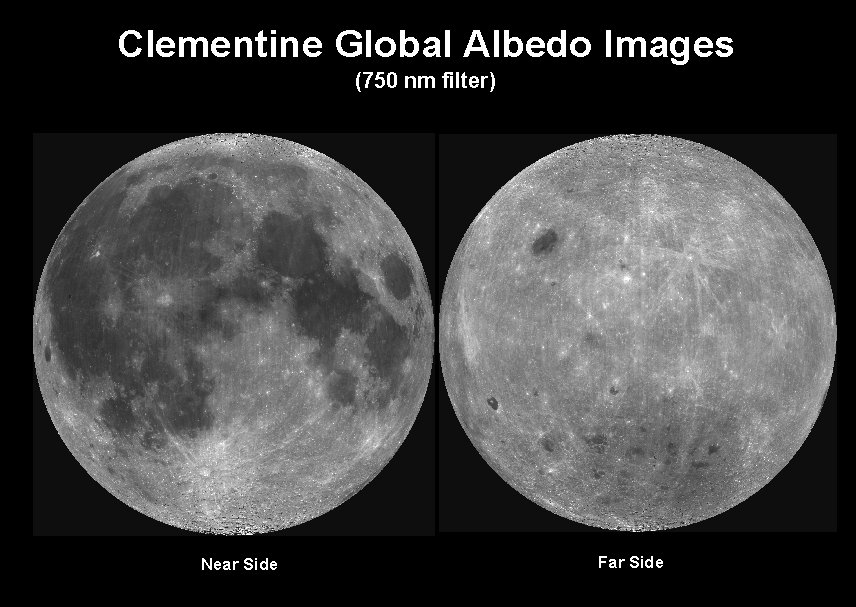 Clementine Global Albedo Images
(750 nm filter)
Near Side
Far Side